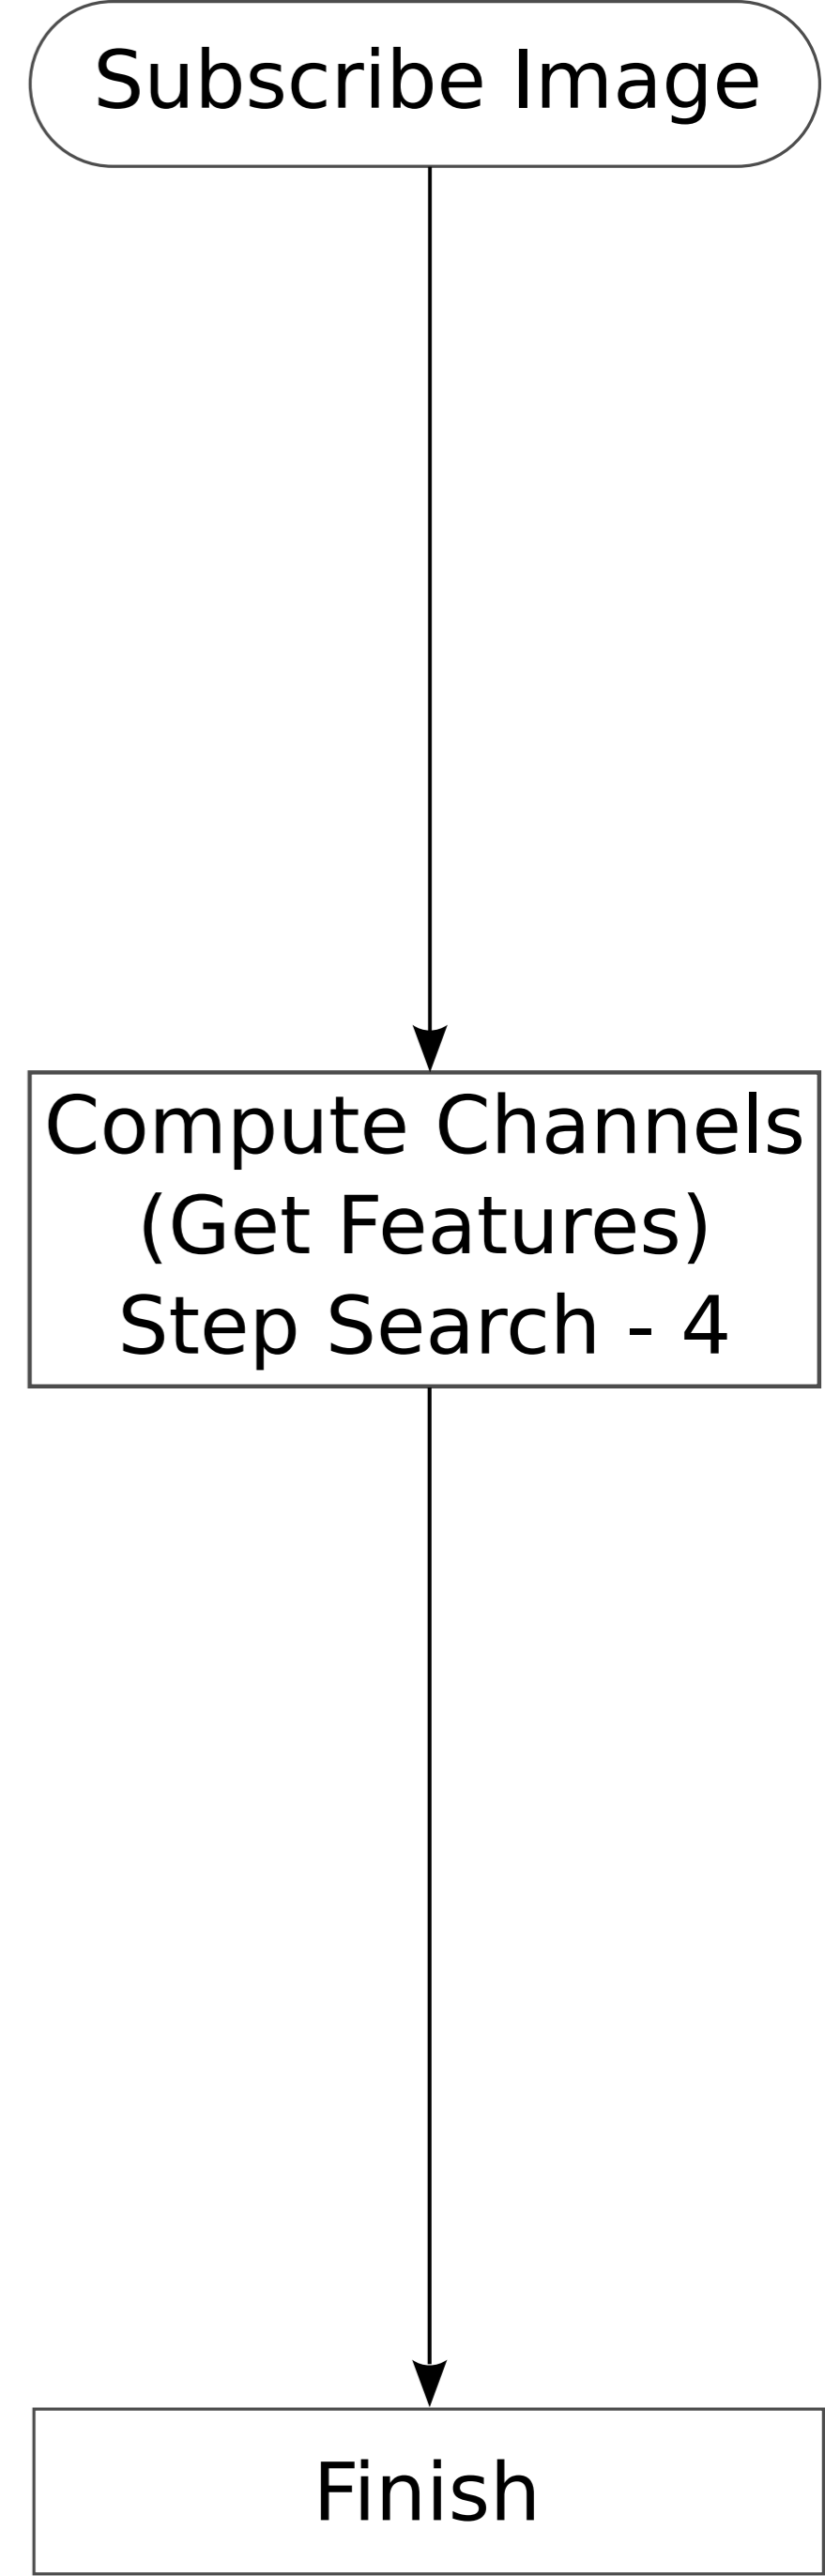 Subscribe Image
Compute Channels
(Get Features)
Step Search - 4
Finish